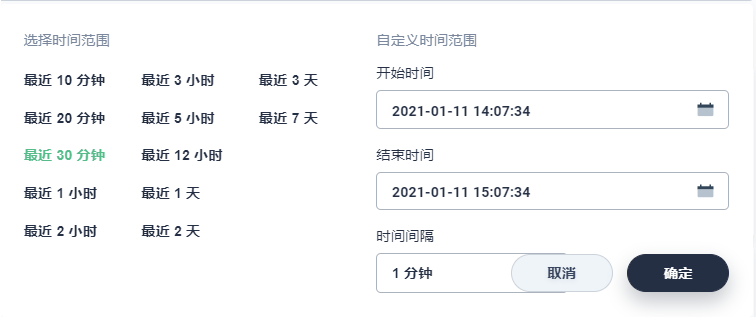 选择时间范围
最近 10 分钟 最近 3 小时 最近 3 天
最近 20 分钟 最近 5 小时 最近 7 天
最近 30 分钟 最近 12 小时
最近 1 小时 最近 1 天
最近 2 小时 最近 2 天
自定义时间范围
开始时间
2021-01-11 14:07:34
结束时间
2021-01-11 15:07:34
时间间隔
1 分钟
取消
确定